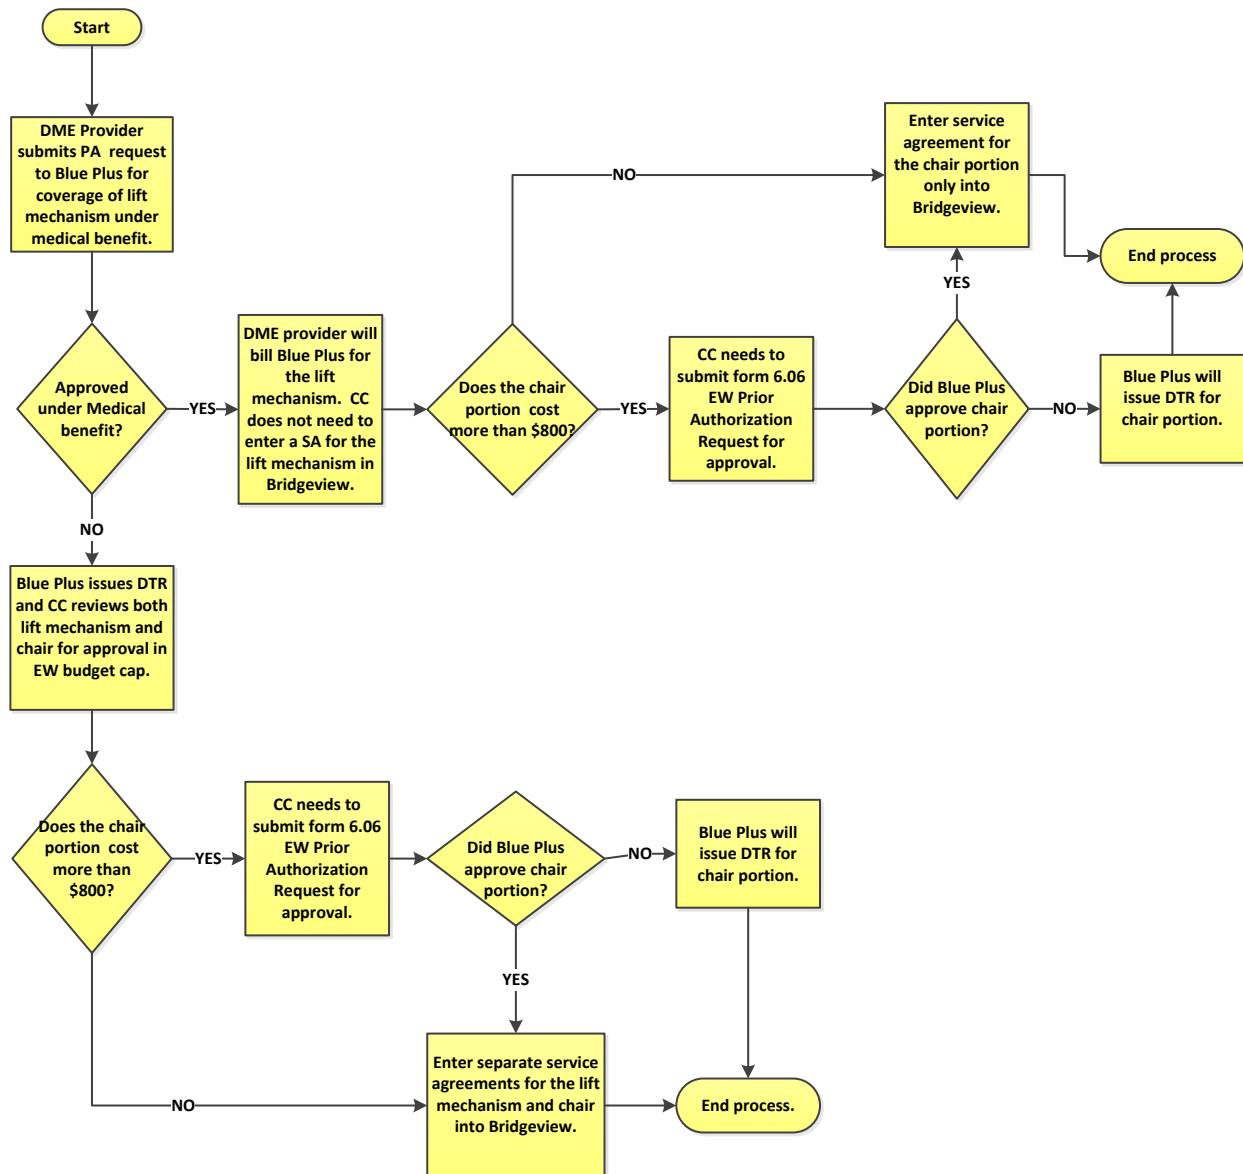 Start
DME Provider
submits PA request
to Blue Plus for
coverage of lift
mechanism under
medical benefit.
Approved
under Medical
benefit?
YES
DME provider will
bill Blue Plus for
the lift
mechanism. CC
does not need to
enter a SA for the
lift mechanism in
Bridgeview.
Does the chair
portion cost
more than $800?
NO
YES
CC needs to
submit form 6.06
EW Prior
Authorization
Request for
approval.
Did Blue Plus
approve chair
portion?
YES
Enter service
agreement for
the chair portion
only into
Bridgeview.
NO
Blue Plus will
issue DTR for
chair portion.
End process
NO
Blue Plus issues DTR
and CC reviews both
lift mechanism and
chair for approval in
EW budget cap.
Does the chair
portion cost
more than
$800?
YES
CC needs to
submit form 6.06
EW Prior
Authorization
Request for
approval.
Did Blue Plus
approve chair
portion?
NO
Blue Plus will
issue DTR for
chair portion.
YES
NO
Enter separate service
agreements for the lift
mechanism and chair
into Bridgeview.
End process.